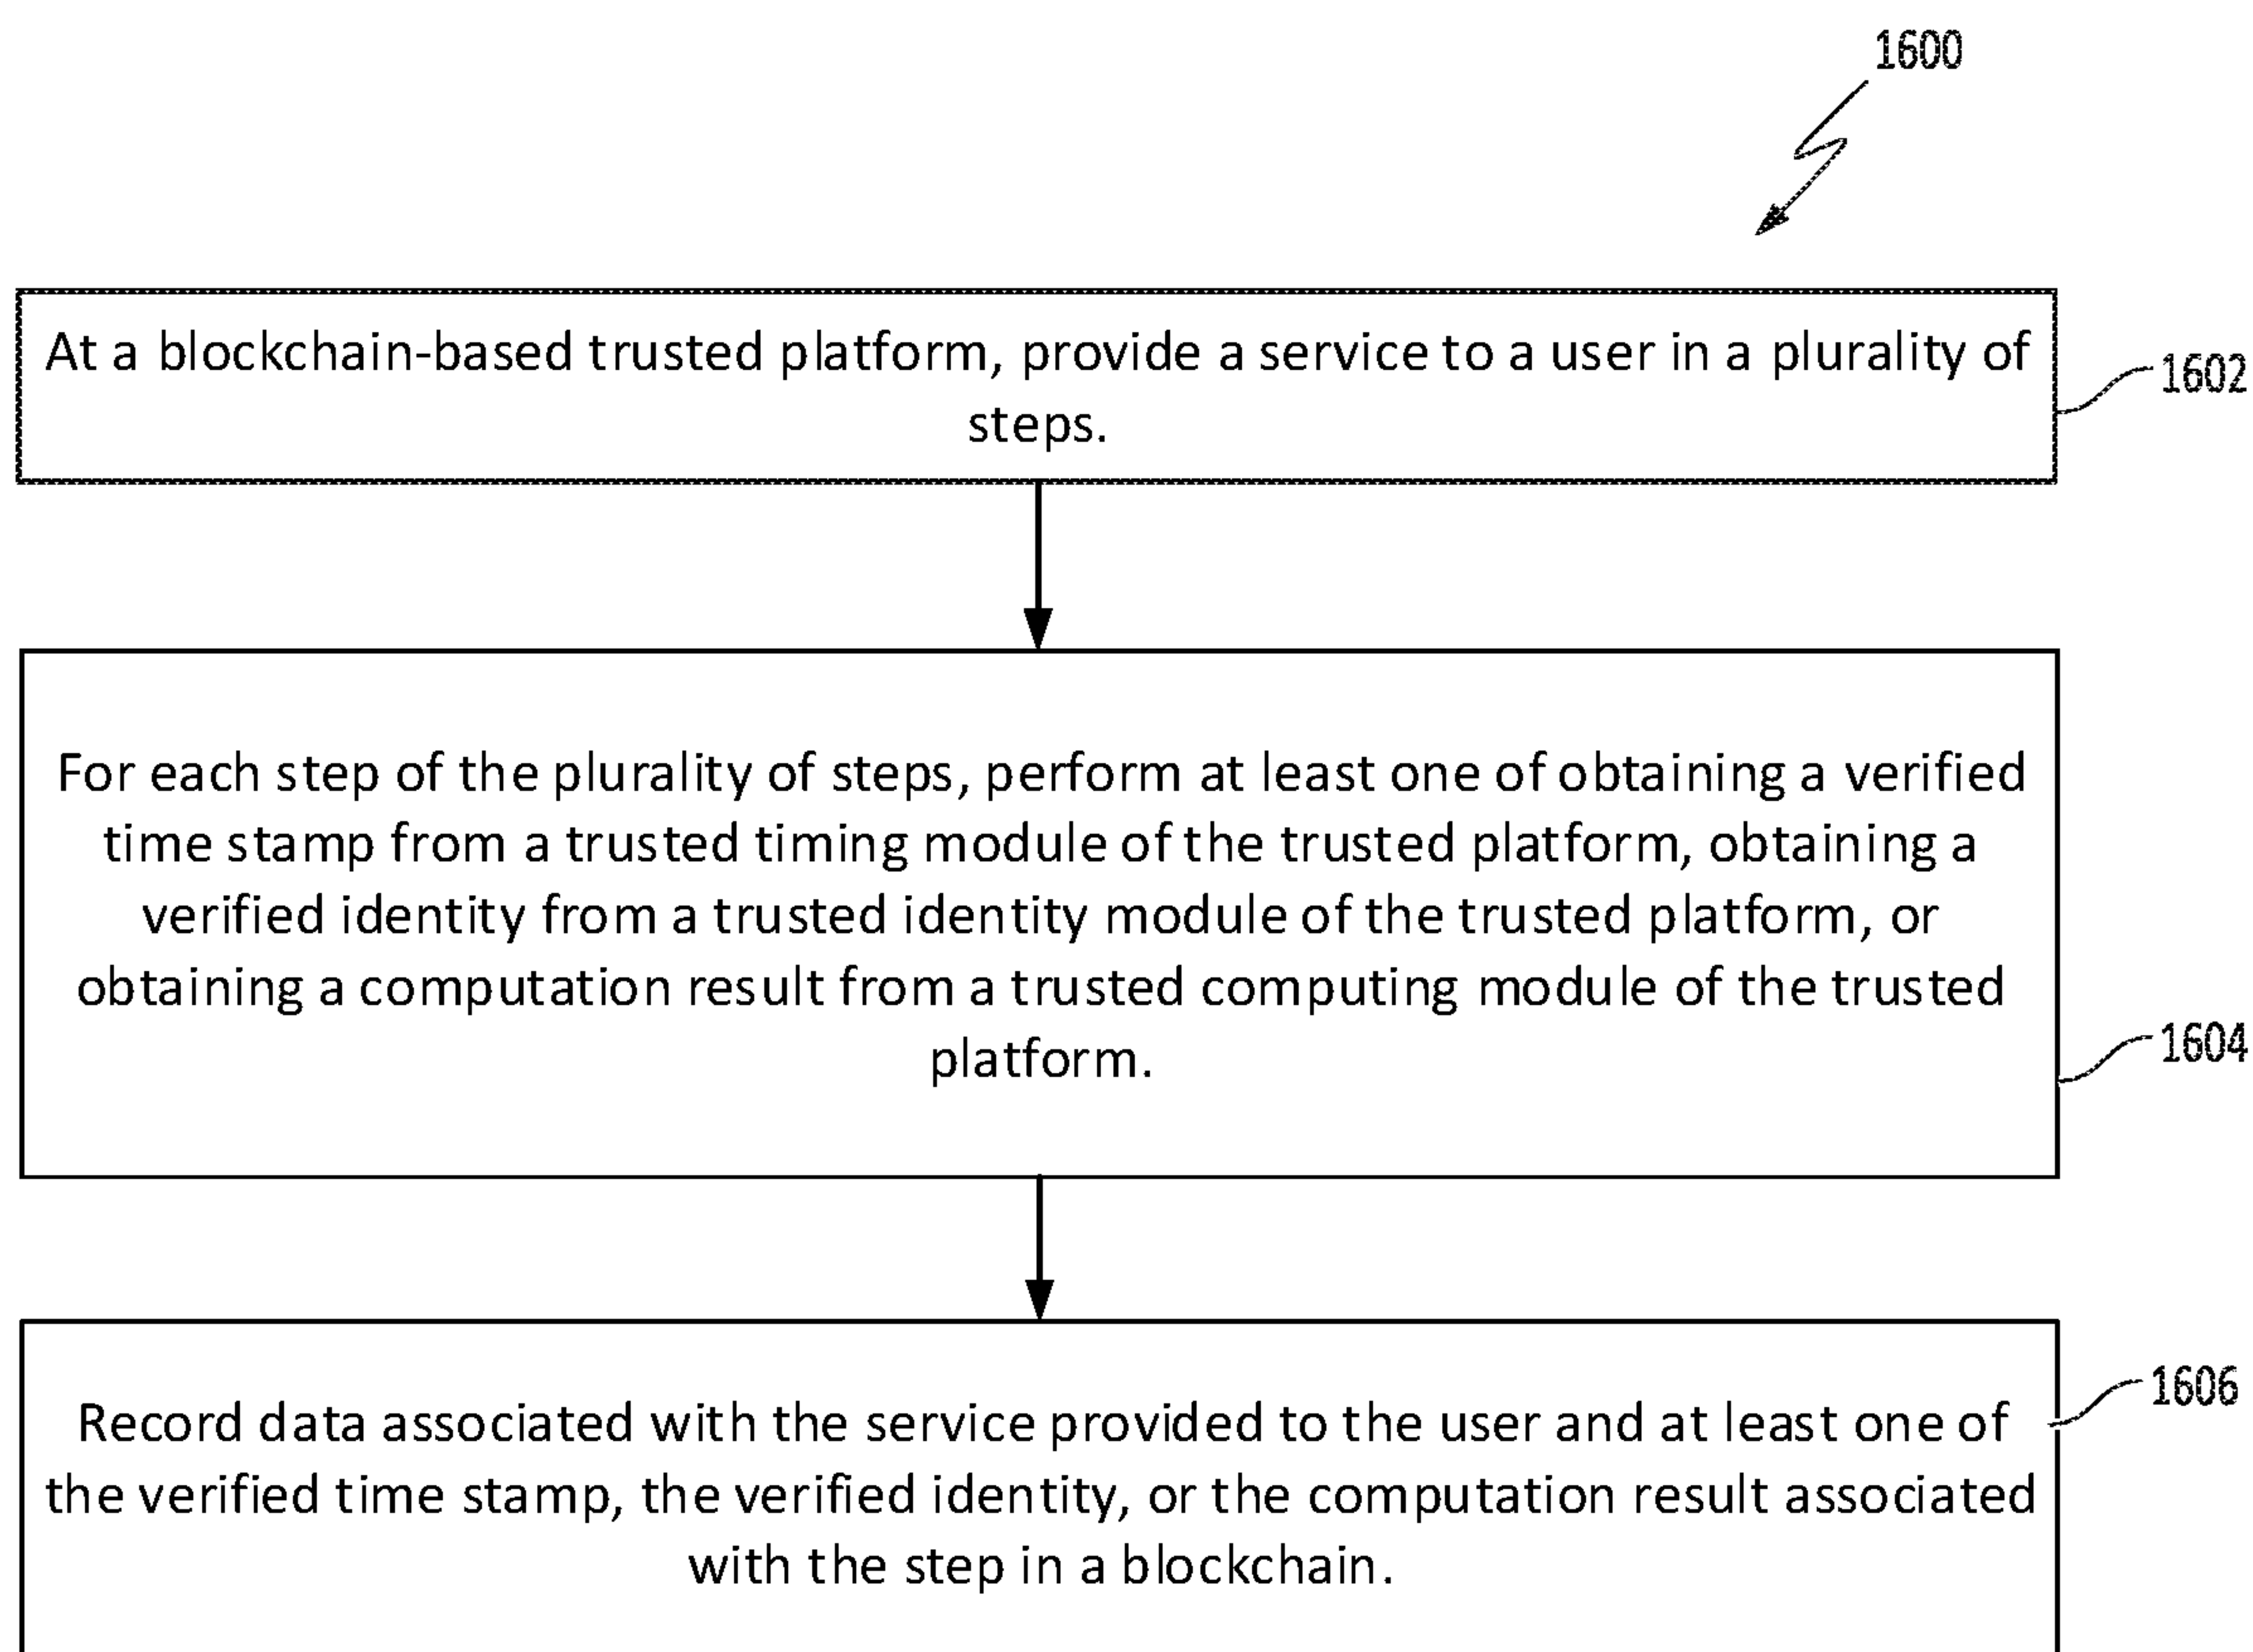 1600
At a blockchain-based trusted platform, provide a service to a user in a plurality of
steps.
1602
For each step of the plurality of steps, perform at least one of obtaining a verified
time stamp from a trusted timing module of the trusted platform, obtaining a
verified identity from a trusted identity module of the trusted platform, or
obtaining a computation result from a trusted computing module of the trusted
platform.
1604
Record data associated with the service provided to the user and at least one of
the verified time stamp, the verified identity, or the computation result associated
with the step in a blockchain.
1606